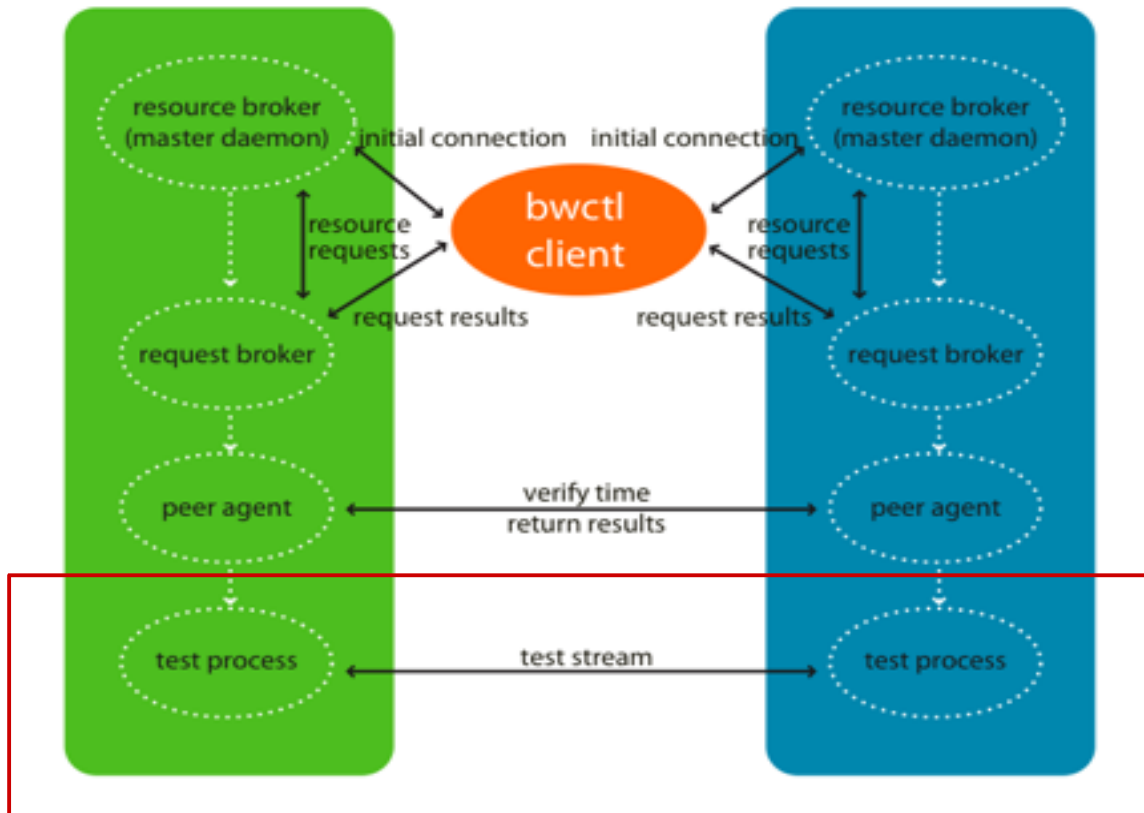 resource broker
(master daemon)
resource broker
(master daemon)
initial connection
initial connection
bwctl
client
resource
requests
resource
requests
request results
request results
request broker
request broker
verify time
peer agent
peer agent
return results
test process
test stream
test process